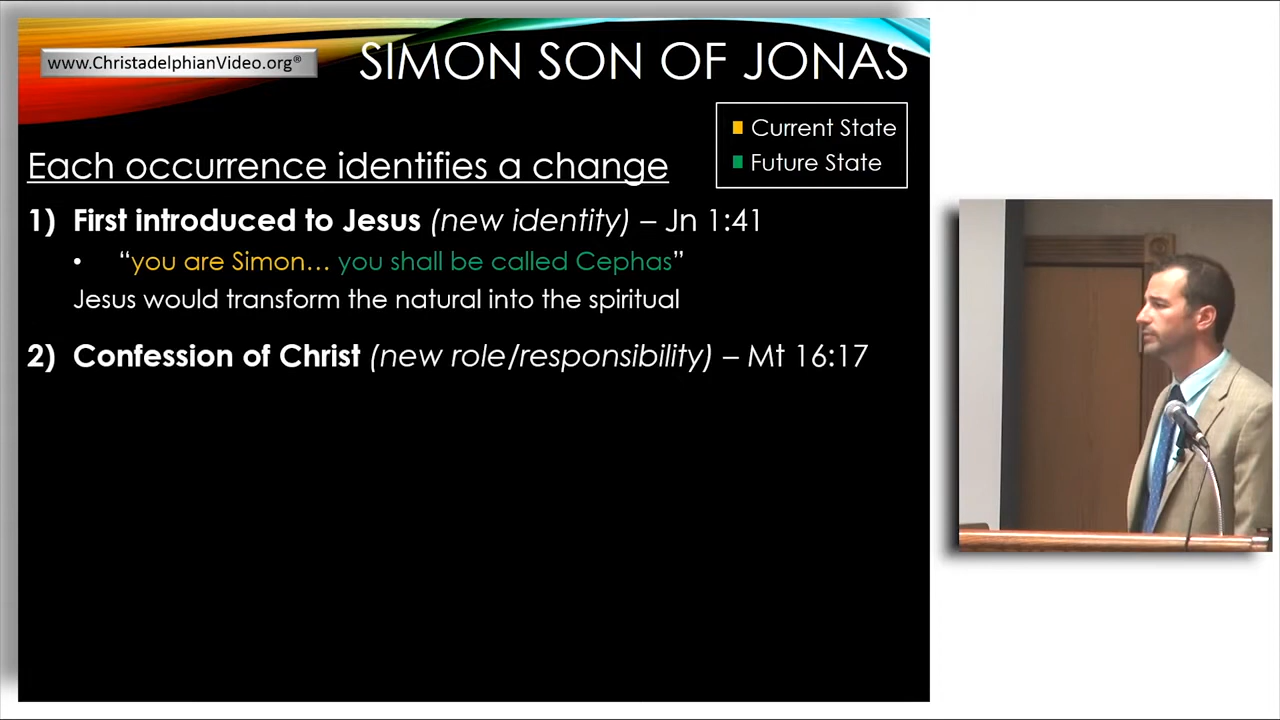 www.ChristadelphianVideo.org®
SIMON SON OF JONAS
Current State
Future State
Each occurrence identifies a change
1) First introduced to Jesus (new identity) – Jn 1:41
• “you are Simon… you shall be called Cephas”
Jesus would transform the natural into the spiritual
2) Confession of Christ (new role/responsibility) – Mt 16:17